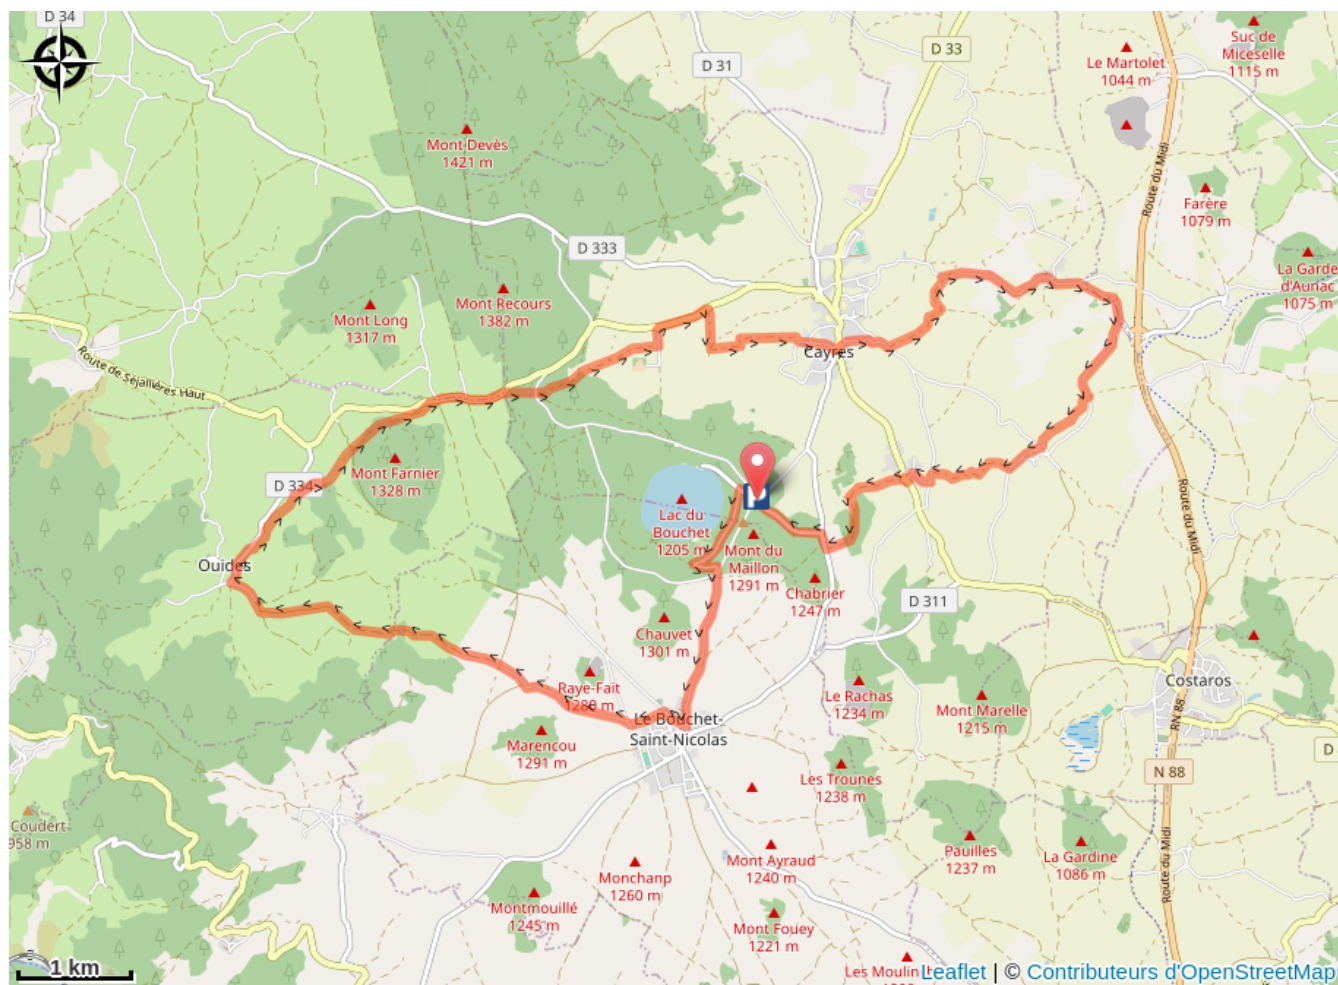 D 34
Suc de
Miceselle
1115 m
D 33
Le Martolet
1044 m
D 31
Mont Devès
1421 m
Route du Midi
Farère
1079 m
D 333
La Garde
d'Aunac
1075 m
Mont Recours
1382 m
Mont Long
1317 m
Cayres
Route de Séjallières Haut
Mont Farnier
1328 m
D 334
P
Lac du
Bouchet
1205 m
Route du Midi
Mont du
Maillon
1291 m
Ouides
Chabrier
1247 m
D 311
Chauvet
1301 m
Costaros
Raye-Fait
1289 m
Le Rachas
1234 m
Mont Marelle
1215 m
RN 88
Le Bouchet-
Saint-Nicolas
Marencou
1291 m
D
N 88
Les Trounes
1238 m
Coudert
958 m
Mont Ayraud
1240 m
Pauilles
1237 m
La Gardine
1086 m
Route du Midi
Monchanp
1260 m
Montmouillé
1245 m
Mont Fouey
1221 m
1 km
Les Moulin
Leaflet | © Contributeurs d'OpenStreetMap